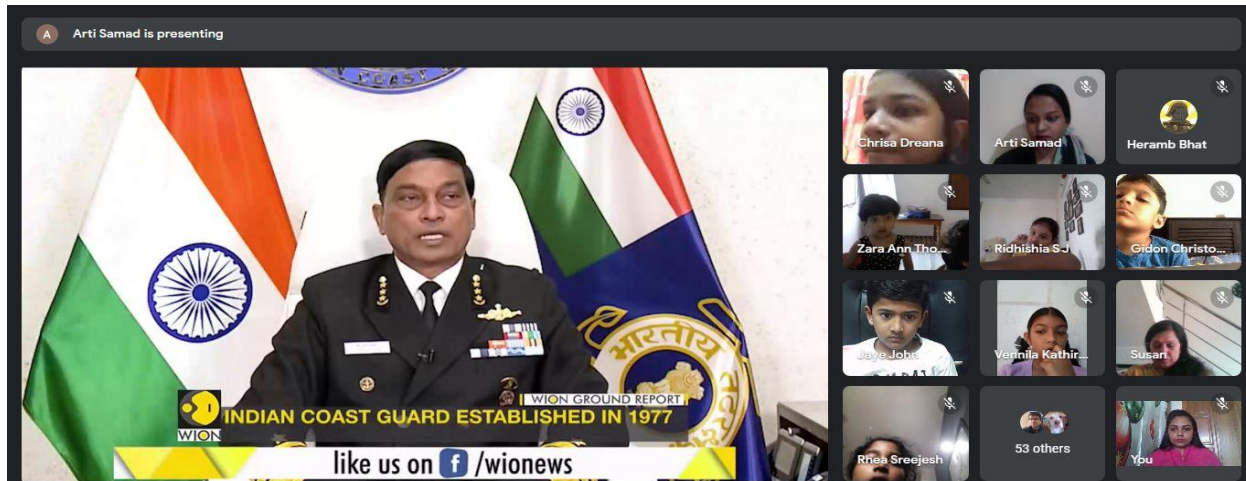 A
Arti Samad is presenting
COAST
भारतीय
WION GROUND REPORT
INDIAN COAST GUARD ESTABLISHED IN 1977
WION
like us on f /wionews
Chrisa Dreana
Arti Samad
Heramb Bhat
Zara Ann Tho...
Ridhishia S J
Gidon Christo...
Jaye John
Vennila Kathir...
Susan
Rhea Sreejesh
53 others
You